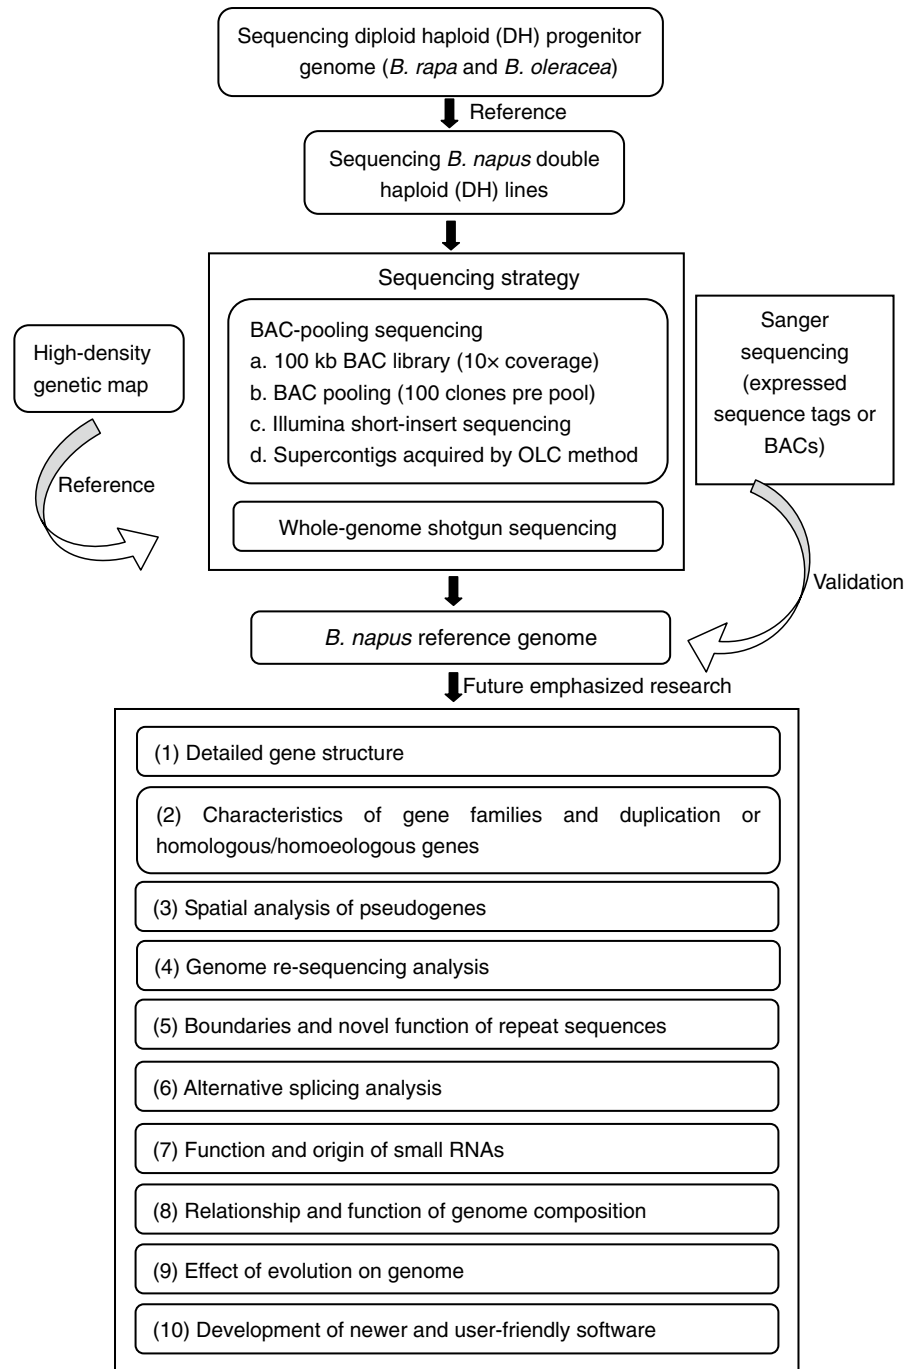 Sequencing diploid haploid (DH) progenitor
genome (B. rapa and B. oleracea)
Reference
Sequencing B. napus double
haploid (DH) lines
Sequencing strategy
BAC-pooling sequencing
a. 100 kb BAC library (10× coverage)
b. BAC pooling (100 clones pre pool)
c. Illumina short-insert sequencing
d. Supercontigs acquired by OLC method
Whole-genome shotgun sequencing
High-density
genetic map
Reference
Sanger
sequencing
(expressed
sequence tags or
BACs)
Validation
B. napus reference genome
Future emphasized research
(1) Detailed gene structure
(2) Characteristics of gene families and duplication or
homologous/homoeologous genes
(3) Spatial analysis of pseudogenes
(4) Genome re-sequencing analysis
(5) Boundaries and novel function of repeat sequences
(6) Alternative splicing analysis
(7) Function and origin of small RNAs
(8) Relationship and function of genome composition
(9) Effect of evolution on genome
(10) Development of newer and user-friendly software